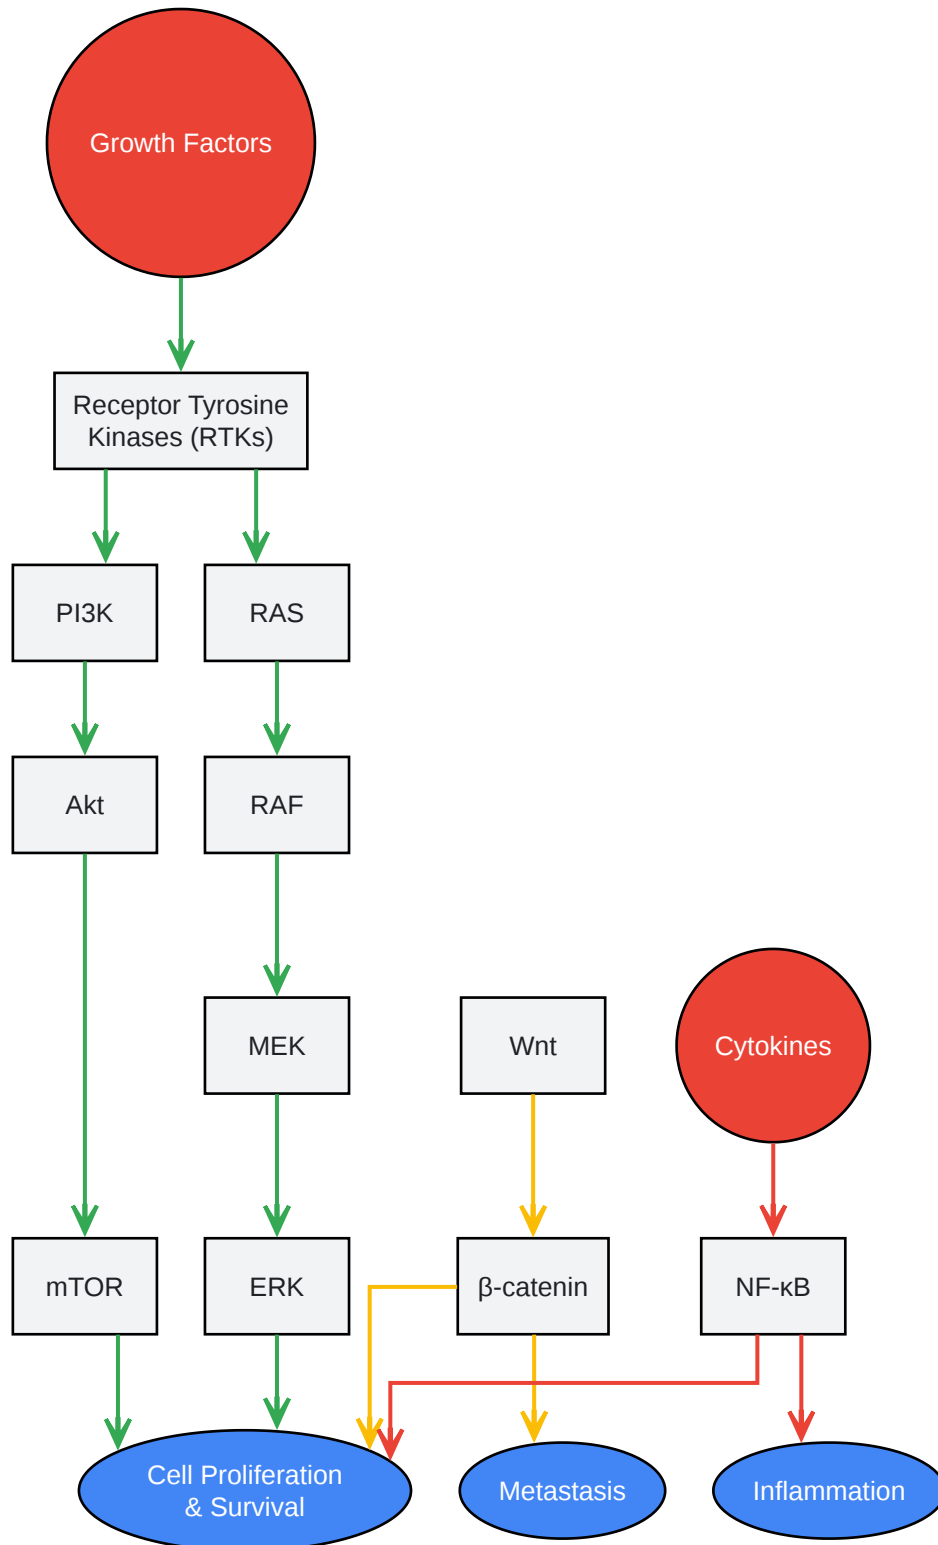 Growth Factors
Receptor Tyrosine
Kinases (RTKs)
PI3K
RAS
Akt
RAF
MEK
Wnt
Cytokines
mTOR
ERK
β-catenin
NF-κB
Cell Proliferation
& Survival
Metastasis
Inflammation